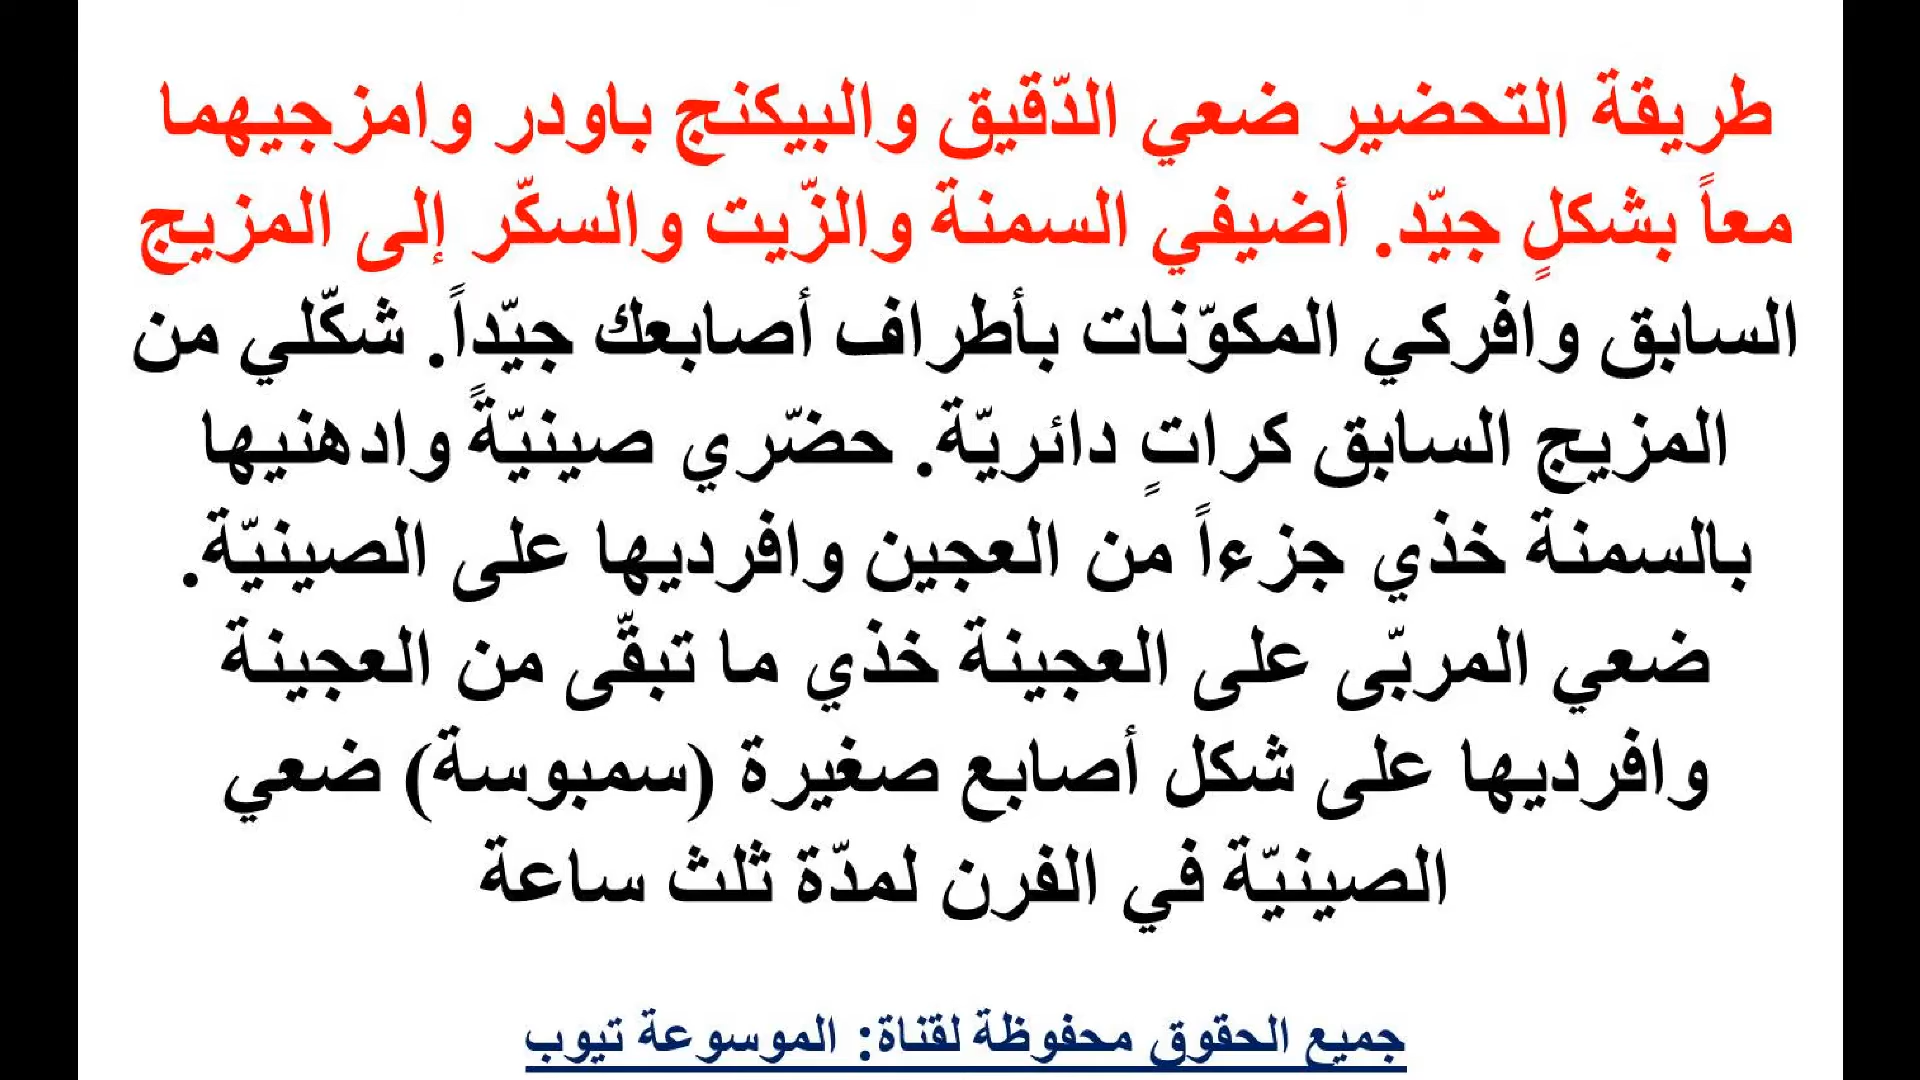 طريقة التحضير ضعي الدّقيق والبيكنج باودر وامزجيهما
معاً بشكلٍ جيّد. أضيفي السمنة والزّيت والسكّر إلى المزيج
السابق وافركي المكوّنات بأطراف أصابعك جيّداً. شكّلي من
المزيج السابق كراتٍ دائريّة. حضّري صينيّةً وادهنيها
بالسمنة خذي جزءاً من العجين وافرديها على الصينيّة.
ضعي المربّى على العجينة خذي ما تبقّى من العجينة
وافرديها على شكل أصابع صغيرة (سمبوسة) ضعي
الصينيّة في الفرن لمدّة ثلث ساعة
جميع الحقوق محفوظة لقناة: الموسوعة تيوب